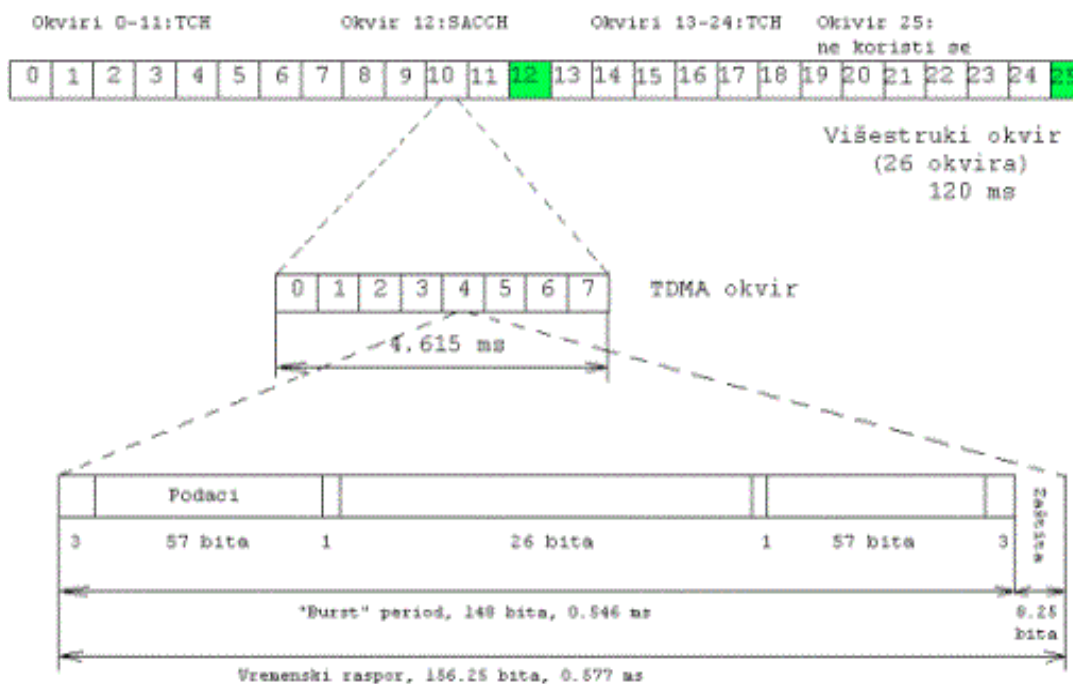 Okviri 0-11:TCH
Okvir 12:SACCH
Okviri 13-24:TCH
Okivir 25:
ne koristi se
0 1 2 3 4 5 6 7 8 9 10 11 12 13 14 15 16 17 18 19 20 21 22 23 24 25
Višestruki okvir
(26 okvira)
120 ms
0 1 2 3 4 5 6 7
TDMA okvir
4.615 ms
Podaci
Zaštita
3 57 bita 1 26 bita 1 57 bita 3
"Burst" period, 148 bita, 0.546 ms
8.25
bita
Vremenski raspor, 156.25 bita, 0.577 ms